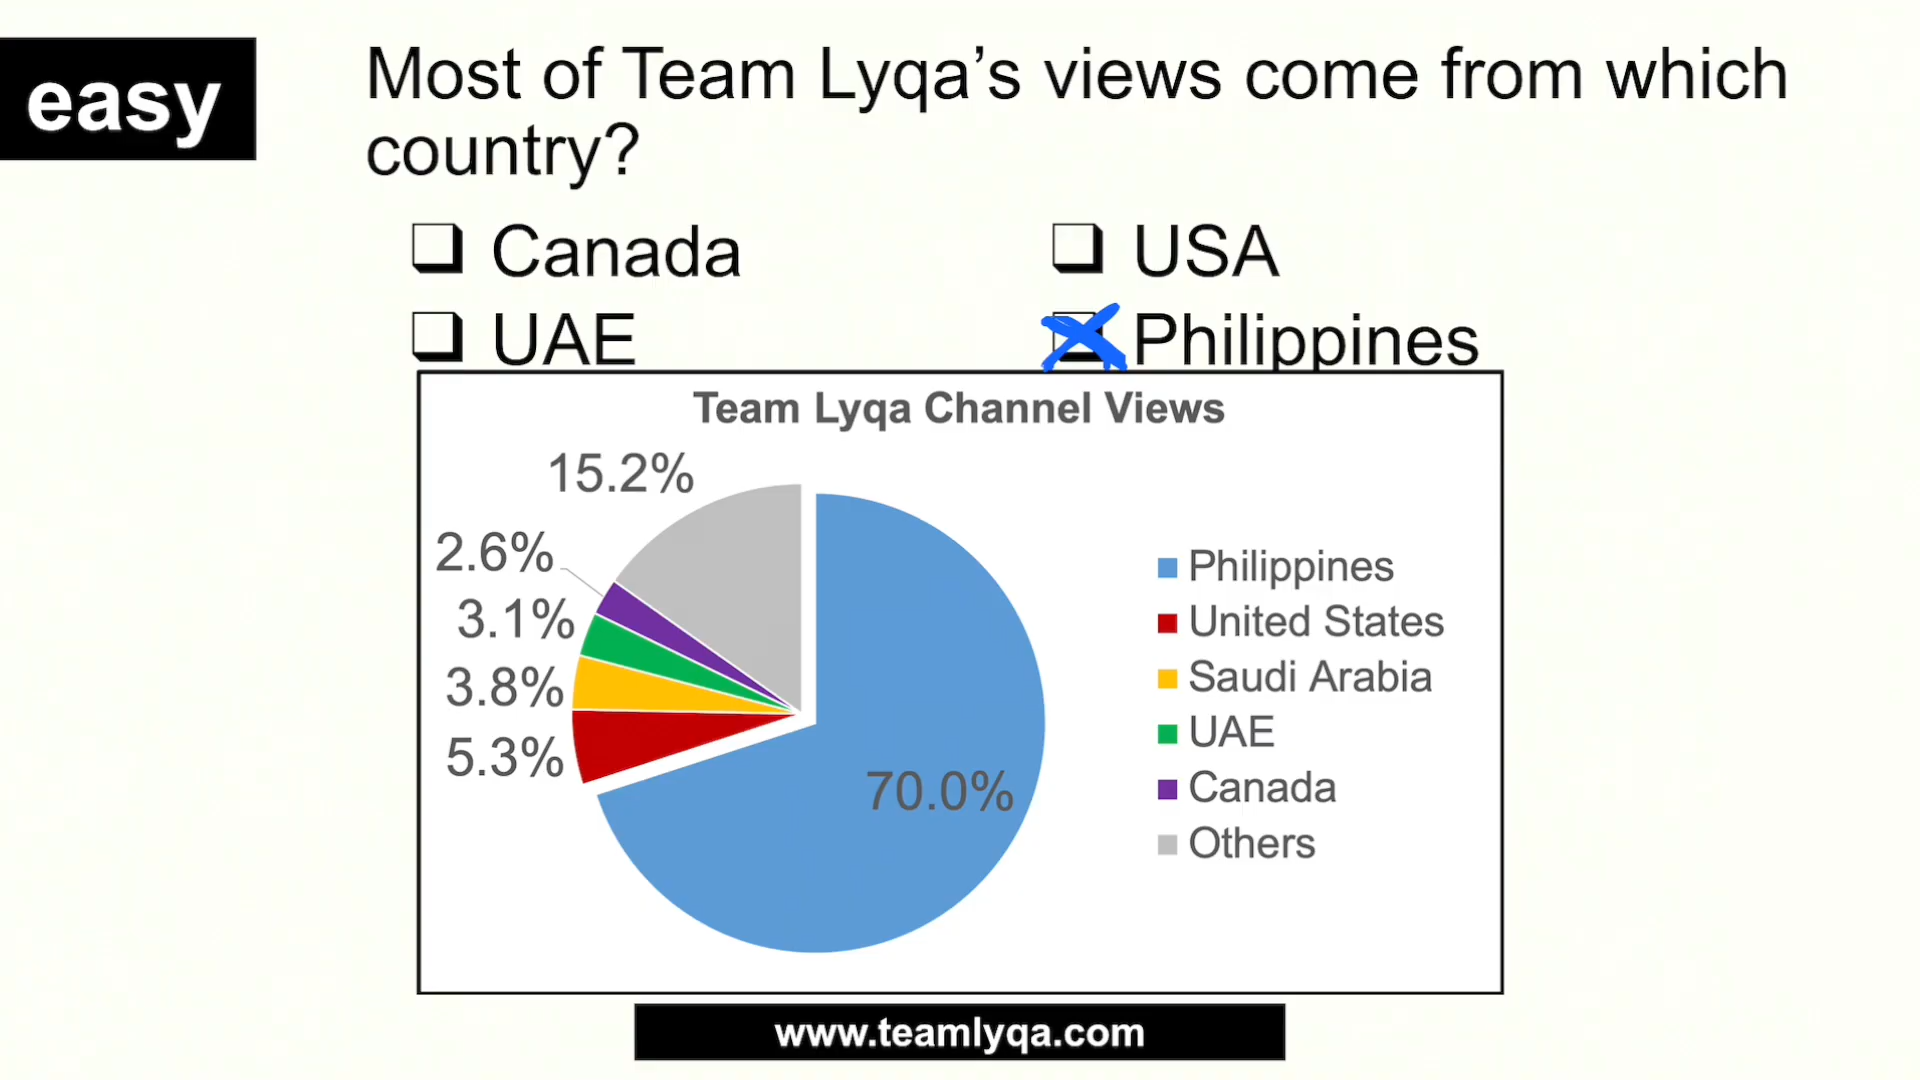 easy
Most of Team Lyqa's views come from which
country?
Canada
USA
UAE
Philippines
Team Lyqa Channel Views
15.2%
2.6%
3.1%
3.8%
5.3%
70.0%
Philippines
United States
Saudi Arabia
UAE
Canada
Others
www.teamlyqa.com